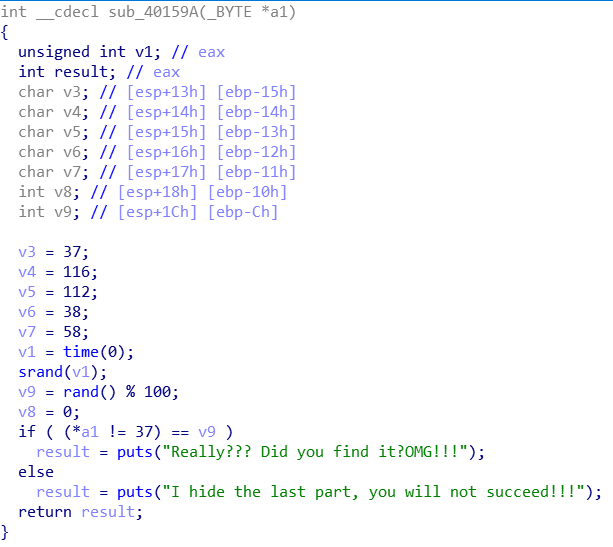 int __cdecl sub_40159A(_BYTE *a1)
{
  unsigned int v1; // eax
  int result; // eax
  char v3; // [esp+13h] [ebp-15h]
  char v4; // [esp+14h] [ebp-14h]
  char v5; // [esp+15h] [ebp-13h]
  char v6; // [esp+16h] [ebp-12h]
  char v7; // [esp+17h] [ebp-11h]
  int v8; // [esp+18h] [ebp-10h]
  int v9; // [esp+1Ch] [ebp-Ch]

  v3 = 37;
  v4 = 116;
  v5 = 112;
  v6 = 38;
  v7 = 58;
  v1 = time(0);
  srand(v1);
  v9 = rand() % 100;
  v8 = 0;
  if ( (*a1 != 37) == v9 )
    result = puts("Really??? Did you find it?OMG!!!");
  else
    result = puts("I hide the last part, you will not succeed!!!");
  return result;
}